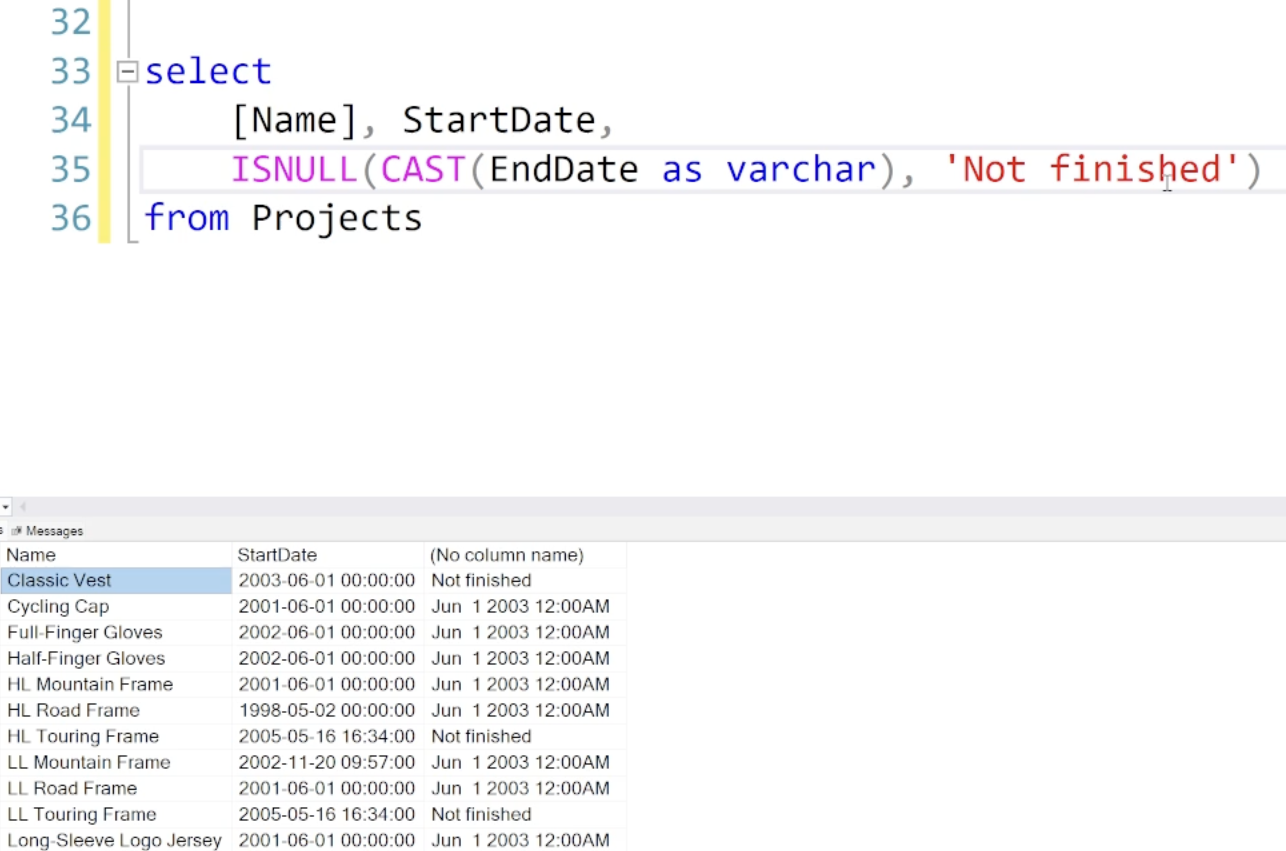 32
33 select
34 [Name], StartDate,
35 ISNULL(CAST(EndDate as varchar), 'Not finished')
36 from Projects
Messages
Name StartDate (No column name)
Classic Vest 2003-06-01 00:00:00 Not finished
Cycling Cap 2001-06-01 00:00:00 Jun  1 2003 12:00AM
Full-Finger Gloves 2002-06-01 00:00:00 Jun  1 2003 12:00AM
Half-Finger Gloves 2002-06-01 00:00:00 Jun  1 2003 12:00AM
HL Mountain Frame 2001-06-01 00:00:00 Jun  1 2003 12:00AM
HL Road Frame 1998-05-02 00:00:00 Jun  1 2003 12:00AM
HL Touring Frame 2005-05-16 16:34:00 Not finished
LL Mountain Frame 2002-11-20 09:57:00 Jun  1 2003 12:00AM
LL Road Frame 2001-06-01 00:00:00 Jun  1 2003 12:00AM
LL Touring Frame 2005-05-16 16:34:00 Not finished
Long-Sleeve Logo Jersey 2001-06-01 00:00:00 Jun  1 2003 12:00AM